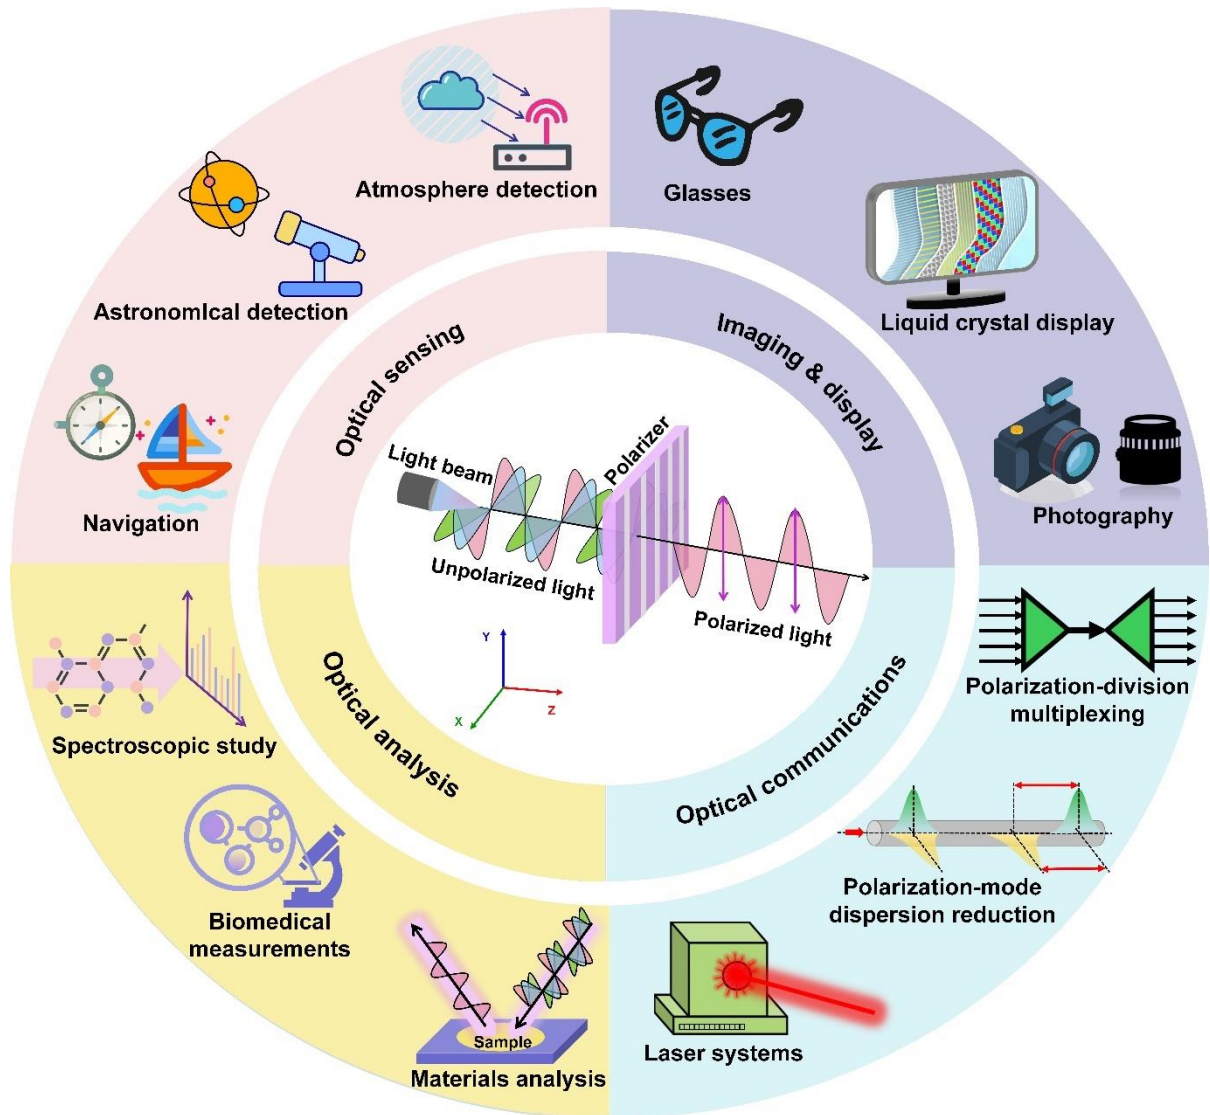 Atmosphere detection
Glasses
AstronomIcal detection
Liquid crystal display
Navigation
Photography
Optical sensing
Imaging & display
Light beam
Polarizer
Unpolarized light
Polarized light
Y
X
Z
Optical analysis
Optical communications
Spectroscopic study
Polarization-division
multiplexing
Biomedical
measurements
Polarization-mode
dispersion reduction
Sample
Materials analysis
Laser systems